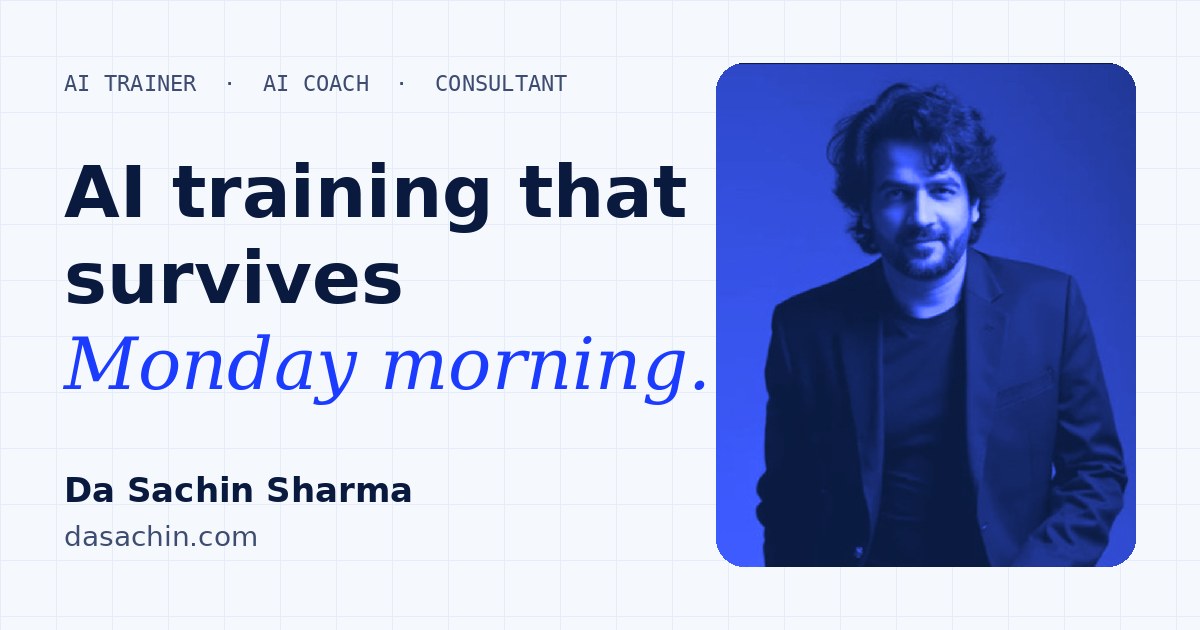 AI TRAINER · AI COACH · CONSULTANT
AI training that
survives
Monday morning.
Da Sachin Sharma
dasachin.com